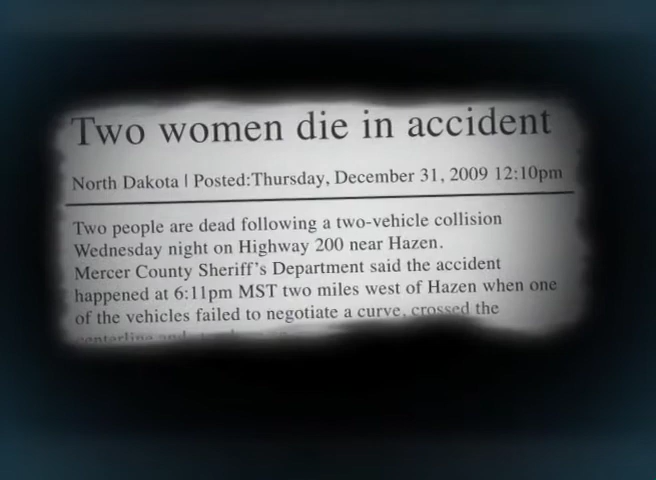 Two women die in accident
North Dakota | Posted:Thursday, December 31, 2009 12:10pm
Two people are dead following a two-vehicle collision
Wednesday night on Highway 200 near Hazen.
Mercer County Sheriff's Department said the accident
happened at 6:11pm MST two miles west of Hazen when one
of the vehicles failed to negotiate a curve, crossed the
centerline and